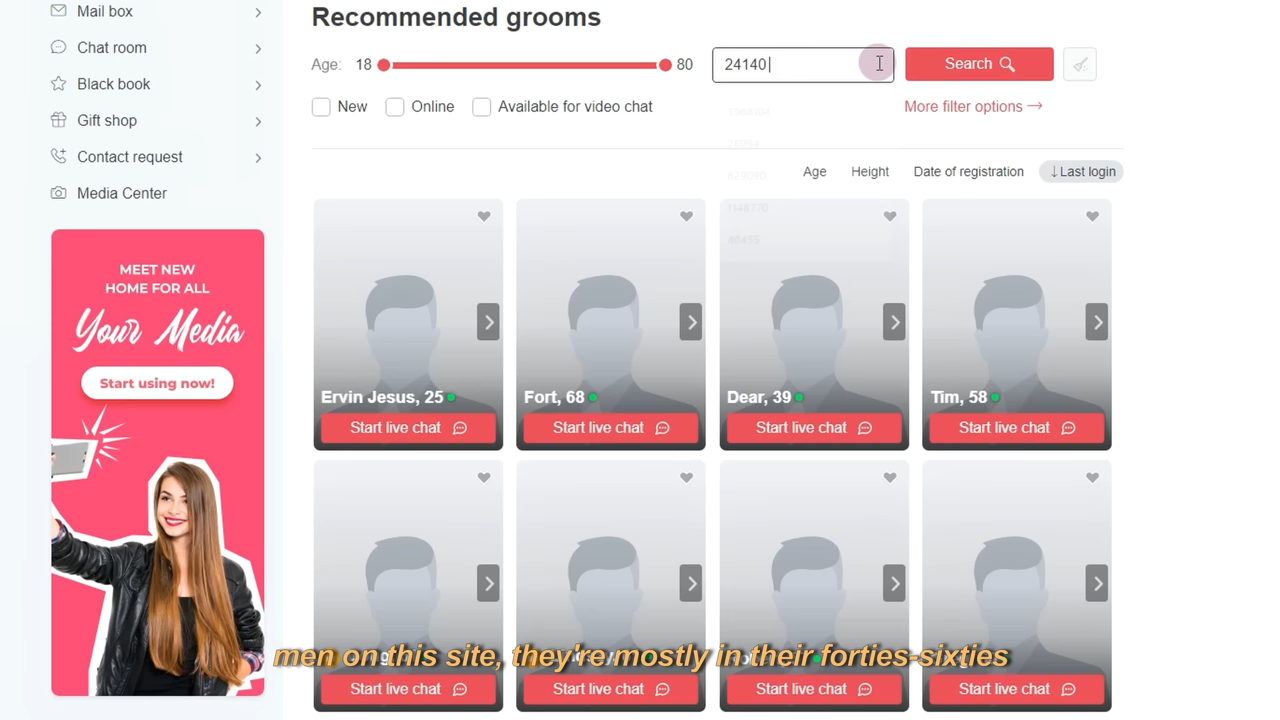 Mail box
Chat room
Black book
Gift shop
Contact request
Media Center
MEET NEW
HOME FOR ALL
Your Media
Start using now!
Recommended grooms
Age: 18 80 24140 Search
New Online Available for video chat More filter options
Age Height Date of registration ↓Last login
629090
1148770
80455
Ervin Jesus, 25 Fort, 68 Dear, 39 Tim, 58
Start live chat Start live chat Start live chat Start live chat
men on this site, they're mostly in their forties-sixties
Start live chat Start live chat Start live chat Start live chat